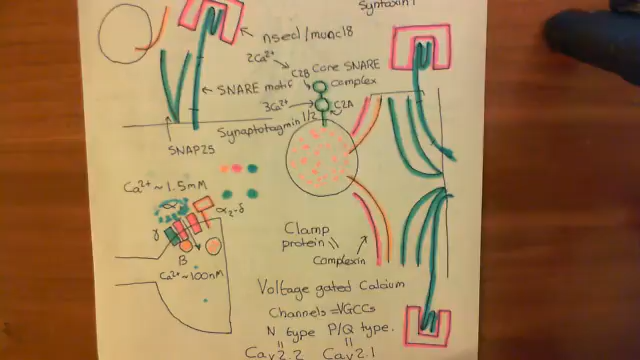 Syntaxin1
nsec1/munc18
2Ca²⁺
C2B
Core SNARE
complex
SNARE motif
3Ca²⁺
C2A
Synaptotagmin 1/2
SNAP25
Ca²⁺~1.5mM
α
α₂-δ
γ
β
Ca²⁺~100nM
Clamp
protein
Complexin
Voltage gated Calcium
Channels = VGCCs
N type P/Q type.
Cav2.2 Cav2.1